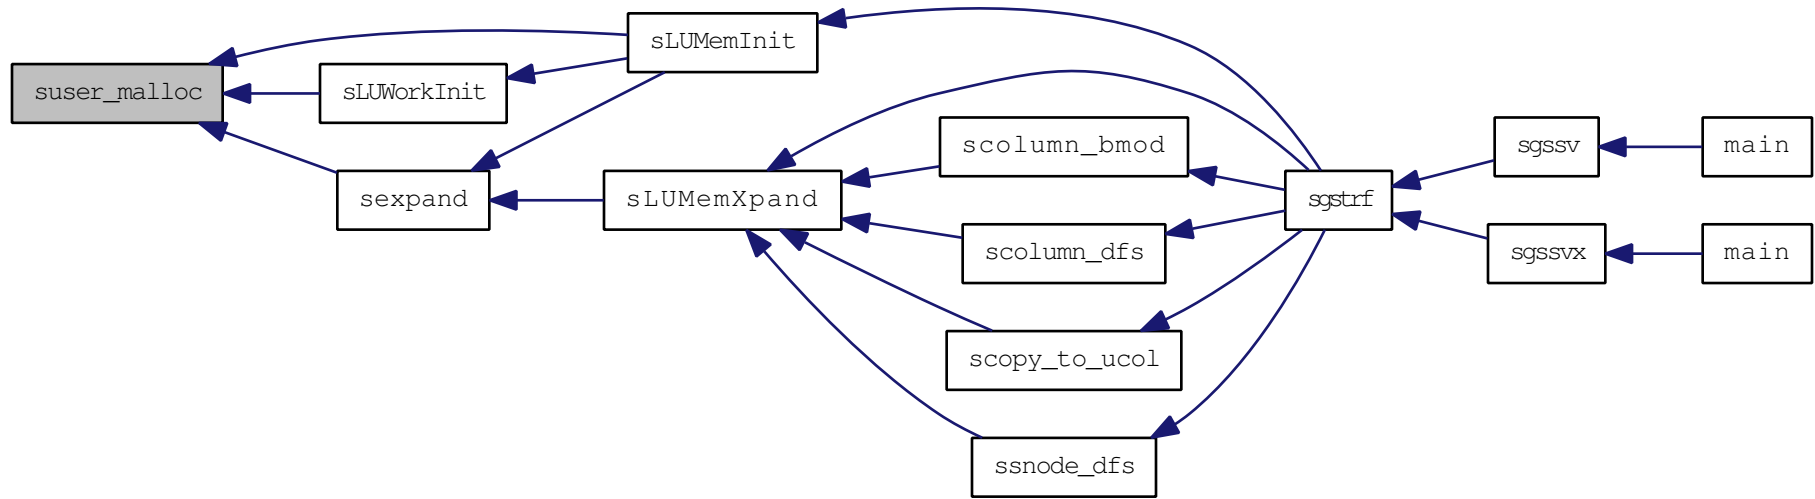 suser_malloc
sLUWorkInit
sexpand
sLUMemInit
sLUMemXpand
scolumn_bmod
scolumn_dfs
scopy_to_ucol
ssnode_dfs
sgstrf
sgssv
sgssvx
main
main